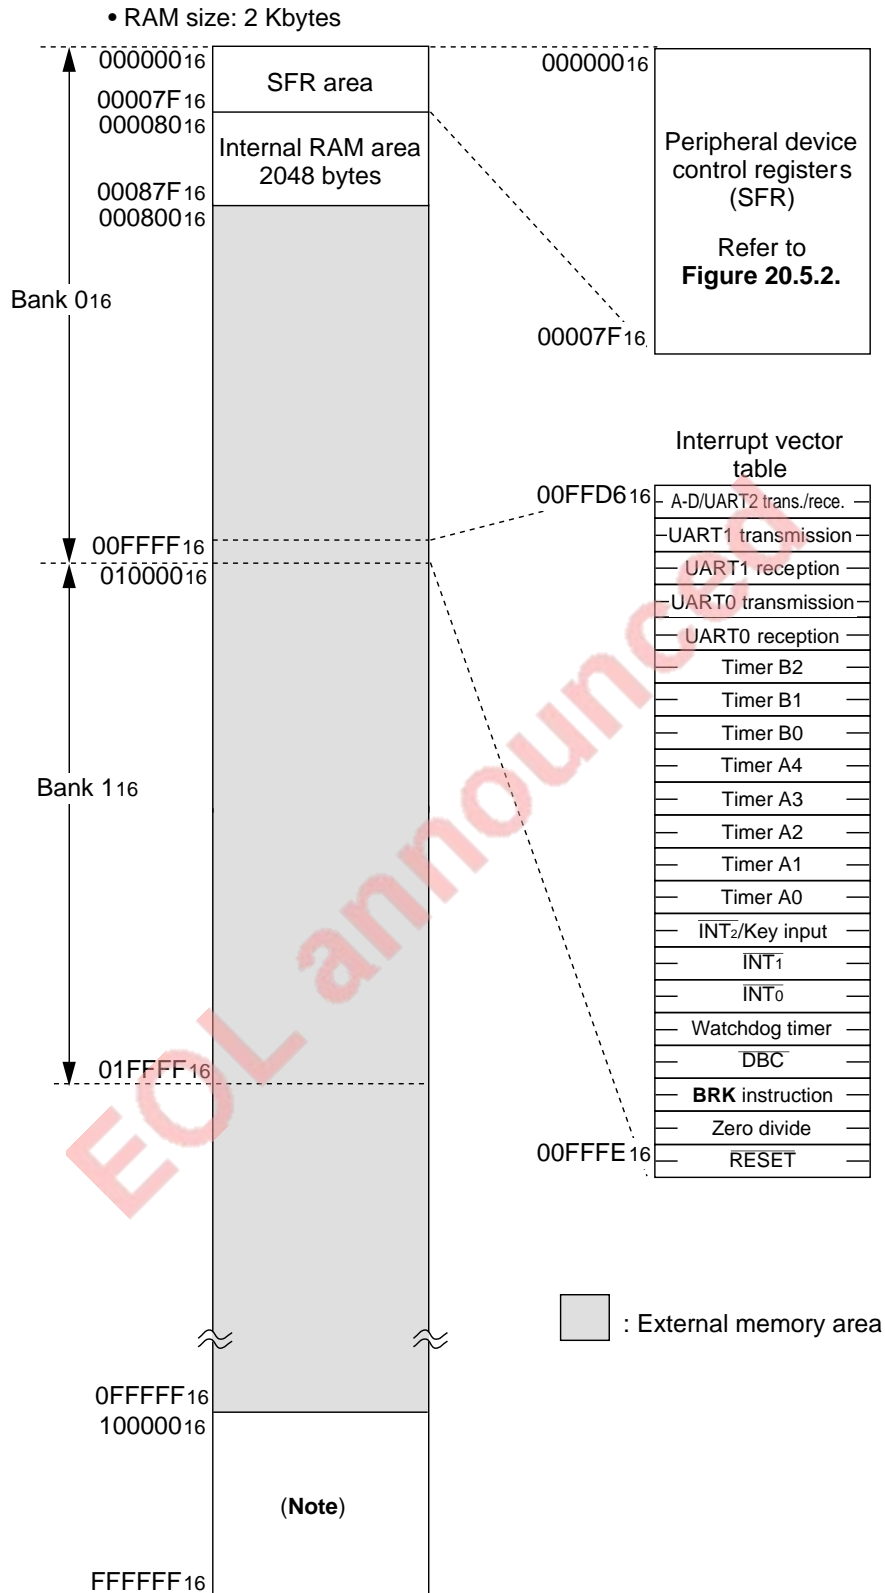 • RAM size: 2 Kbytes
00000016
SFR area
00007F16
00008016
Internal RAM area
2048 bytes
00087F16
00080016
Bank 016
00FFFF16
01000016
Bank 116
01FFFF16
0FFFFF16
10000016
(Note)
FFFFFF16
00000016
Peripheral device
control registers
(SFR)
Refer to
Figure 20.5.2.
00007F16
Interrupt vector
table
00FFD616
A-D/UART2 trans./rece.
UART1 transmission
UART1 reception
UART0 transmission
UART0 reception
Timer B2
Timer B1
Timer B0
Timer A4
Timer A3
Timer A2
Timer A1
Timer A0
INT2/Key input
INT1
INT0
Watchdog timer
DBC
BRK instruction
Zero divide
00FFFE16
RESET
: External memory area
EOL announced